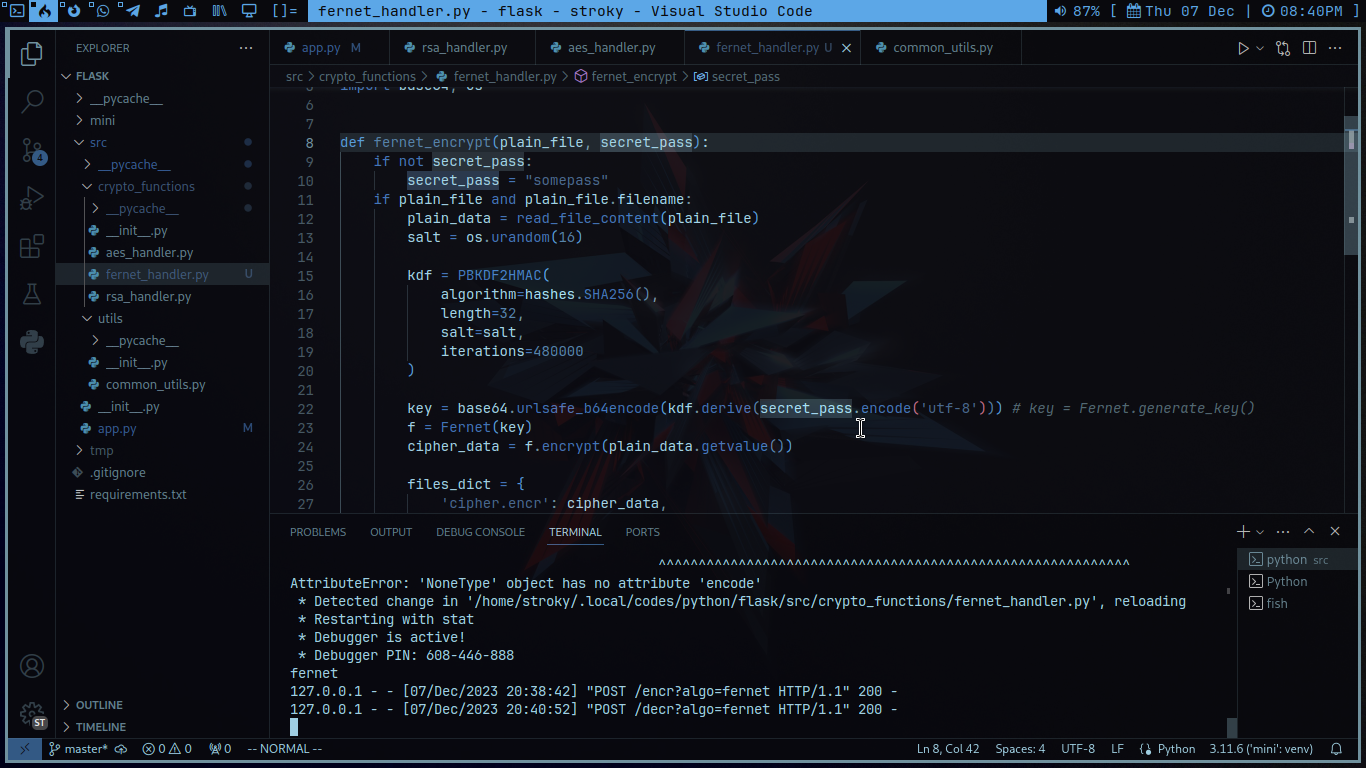 []= fernet_handler.py - flask - stroky - Visual Studio Code 87% [ Thu 07 Dec | 08:40PM ]
EXPLORER
FLASK
__pycache__
mini
src
__pycache__
crypto_functions
__pycache__
__init__.py
aes_handler.py
fernet_handler.py U
rsa_handler.py
utils
__pycache__
__init__.py
common_utils.py
__init__.py
app.py M
tmp
.gitignore
requirements.txt
OUTLINE
TIMELINE
4
ST
app.py M rsa_handler.py aes_handler.py fernet_handler.py U common_utils.py
src > crypto_functions > fernet_handler.py > fernet_encrypt > secret_pass
5 import base64, os
6
7
8 def fernet_encrypt(plain_file, secret_pass):
9 if not secret_pass:
10 secret_pass = "somepass"
11 if plain_file and plain_file.filename:
12 plain_data = read_file_content(plain_file)
13 salt = os.urandom(16)
14
15 kdf = PBKDF2HMAC(
16 algorithm=hashes.SHA256(),
17 length=32,
18 salt=salt,
19 iterations=480000
20 )
21
22 key = base64.urlsafe_b64encode(kdf.derive(secret_pass.encode('utf-8'))) # key = Fernet.generate_key()
23 f = Fernet(key)
24 cipher_data = f.encrypt(plain_data.getvalue())
25
26 files_dict = {
27 'cipher.encr': cipher_data,
PROBLEMS OUTPUT DEBUG CONSOLE TERMINAL PORTS
^^^^^^^^^^^^^^^^^^^^^^^^^^^^^^^^^^^^^^^^^^^^^^^^^^^^^^^^^
AttributeError: 'NoneType' object has no attribute 'encode'
* Detected change in '/home/stroky/.local/codes/python/flask/src/crypto_functions/fernet_handler.py', reloading
* Restarting with stat
* Debugger is active!
* Debugger PIN: 608-446-888
fernet
127.0.0.1 - - [07/Dec/2023 20:38:42] "POST /encr?algo=fernet HTTP/1.1" 200 -
127.0.0.1 - - [07/Dec/2023 20:40:52] "POST /decr?algo=fernet HTTP/1.1" 200 -
python src
Python
fish
master* 0 0 0 -- NORMAL -- Ln 8, Col 42 Spaces: 4 UTF-8 LF Python 3.11.6 ('mini': venv)